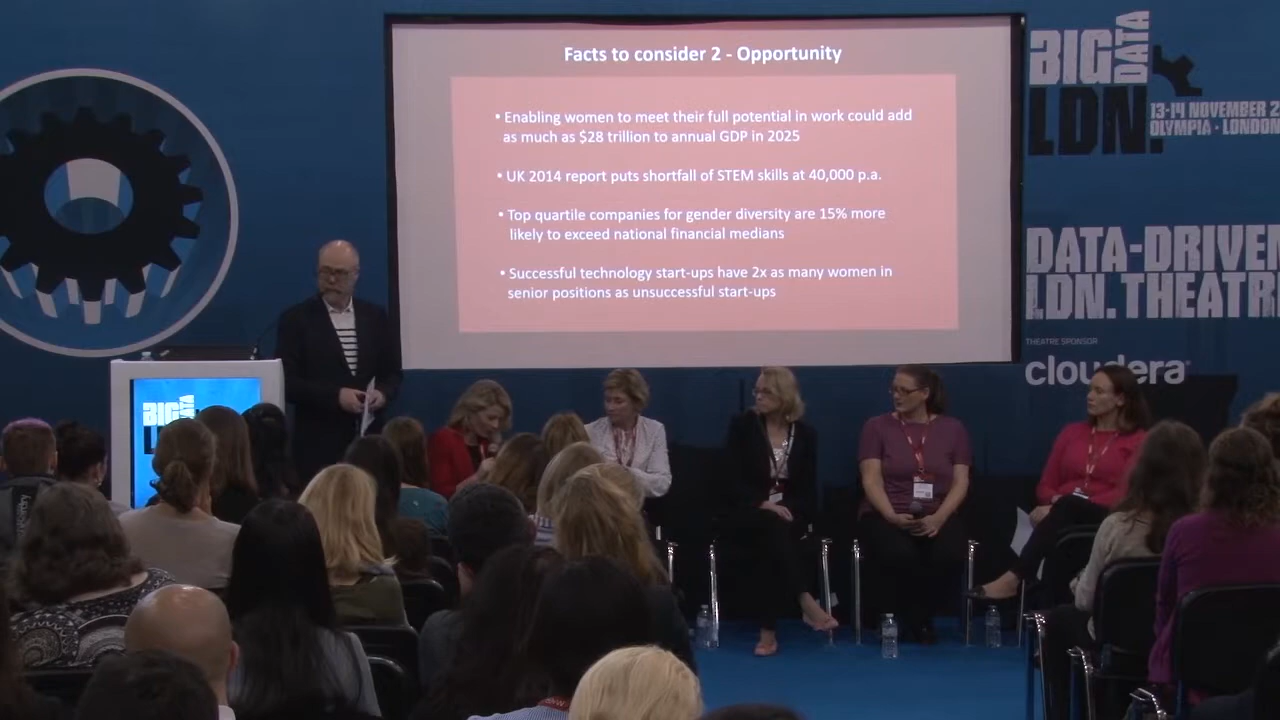 Facts to consider 2 - Opportunity
• Enabling women to meet their full potential in work could add
as much as $28 trillion to annual GDP in 2025
• UK 2014 report puts shortfall of STEM skills at 40,000 p.a.
• Top quartile companies for gender diversity are 15% more
likely to exceed national financial medians
• Successful technology start-ups have 2x as many women in
senior positions as unsuccessful start-ups
BIG DATA
LDN.
13-14 NOVEMBER 2
OLYMPIA · LONDON
DATA-DRIVEN
LDN.THEATR
THEATRE SPONSOR
cloudera
BIG DATA